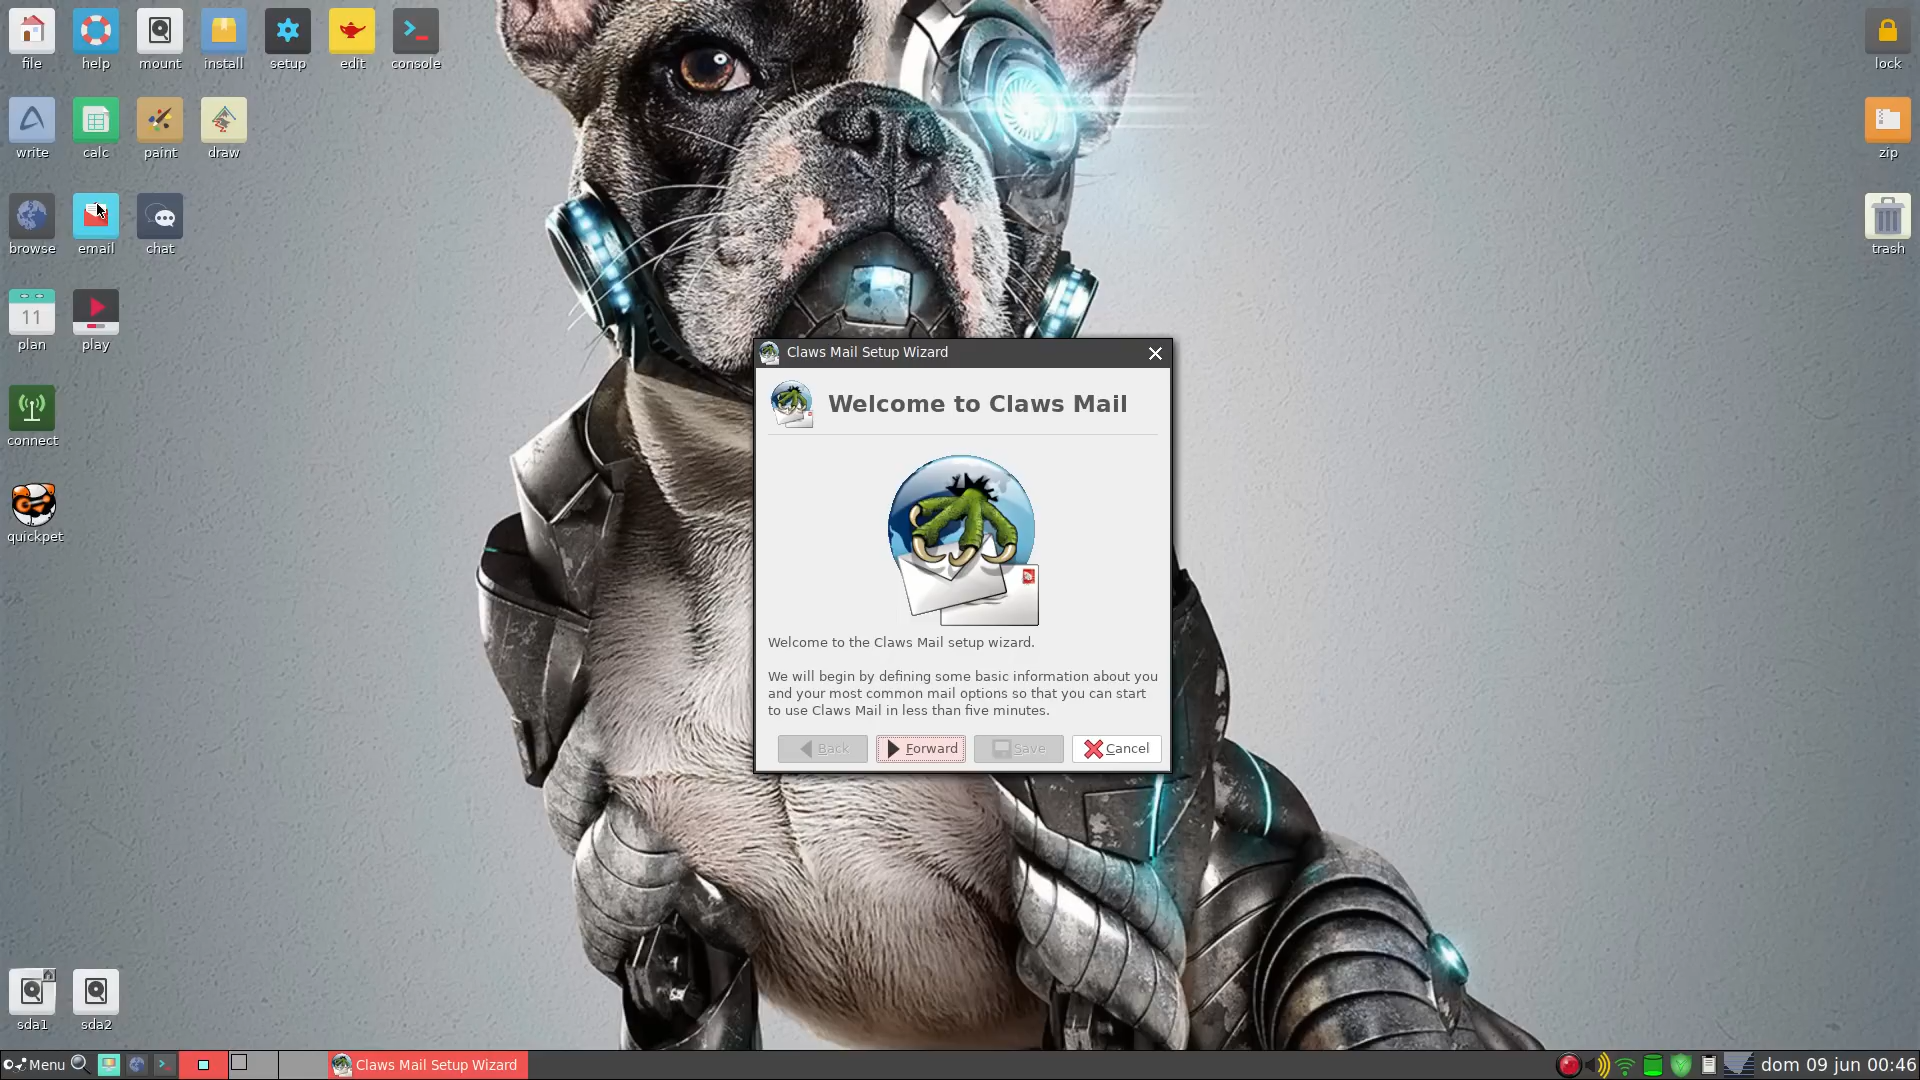 file
help
mount
install
setup
edit
console
lock
write
calc
paint
draw
zip
browse
email
chat
trash
11
plan
play
connect
quickpet
Claws Mail Setup Wizard
Welcome to Claws Mail
Welcome to the Claws Mail setup wizard.
We will begin by defining some basic information about you
and your most common mail options so that you can start
to use Claws Mail in less than five minutes.
Back
Forward
Save
Cancel
sda1
sda2
Menu
Claws Mail Setup Wizard
dom 09 jun 00:46